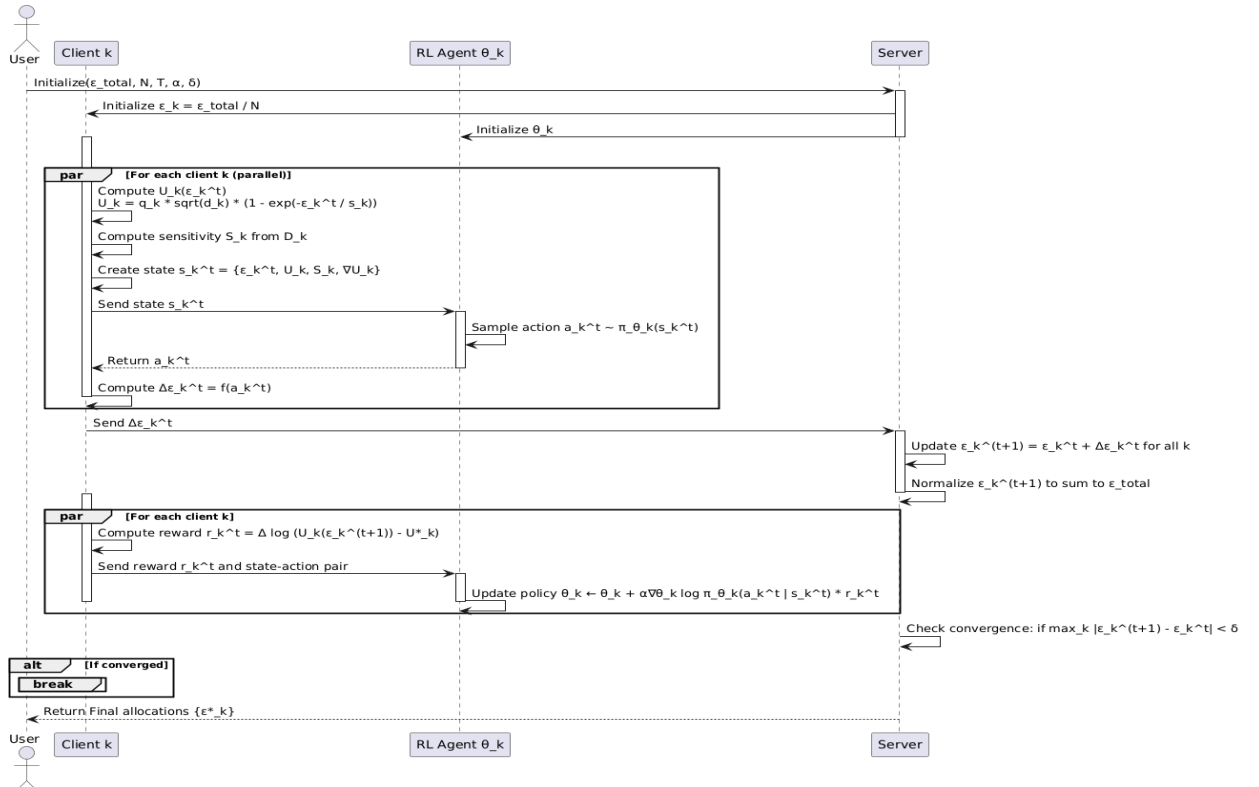 User
Client k
RL Agent θ_k
Server
Initialize(ε_total, N, T, α, δ)
Initialize ε_k = ε_total / N
Initialize θ_k
par [For each client k (parallel)]
Compute U_k(ε_k^t)
U_k = q_k * sqrt(d_k) * (1 - exp(-ε_k^t / s_k))
Compute sensitivity S_k from D_k
Create state s_k^t = {ε_k^t, U_k, S_k, ∇U_k}
Send state s_k^t
Sample action a_k^t ~ π_θ_k(s_k^t)
Return a_k^t
Compute Δε_k^t = f(a_k^t)
Send Δε_k^t
Update ε_k^(t+1) = ε_k^t + Δε_k^t for all k
Normalize ε_k^(t+1) to sum to ε_total
par [For each client k]
Compute reward r_k^t = Δ log (U_k(ε_k^(t+1)) - U*_k)
Send reward r_k^t and state-action pair
Update policy θ_k ← θ_k + α∇θ_k log π_θ_k(a_k^t | s_k^t) * r_k^t
Check convergence: if max_k |ε_k^(t+1) - ε_k^t| < δ
alt [If converged]
break
Return Final allocations {ε*_k}
User
Client k
RL Agent θ_k
Server